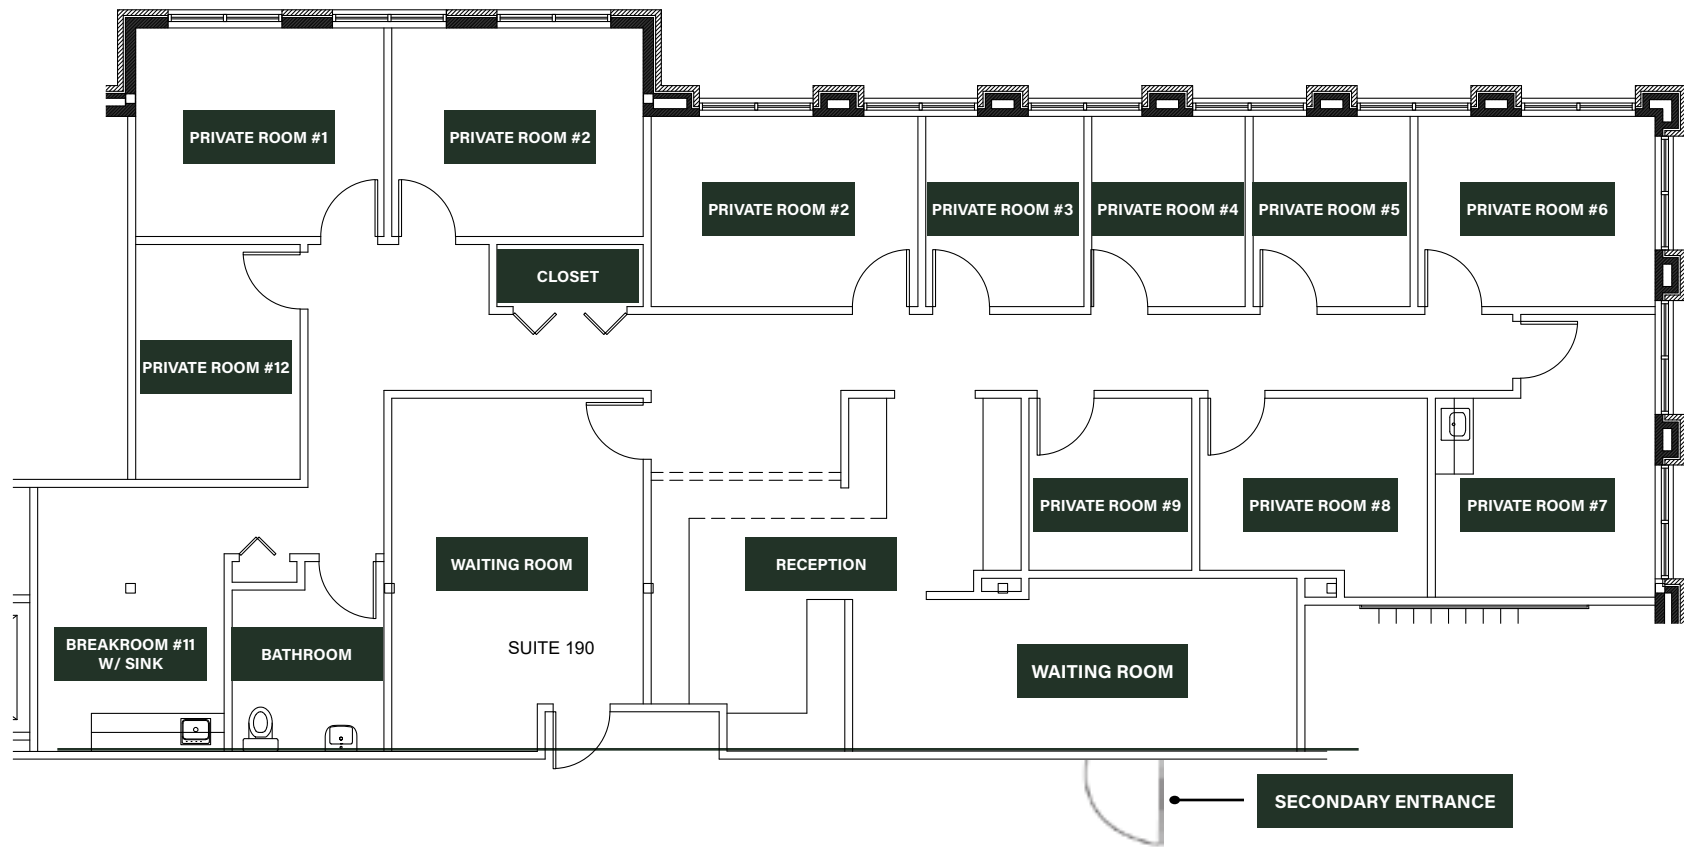 PRIVATE ROOM #1
PRIVATE ROOM #2
PRIVATE ROOM #2
PRIVATE ROOM #3
PRIVATE ROOM #4
PRIVATE ROOM #5
PRIVATE ROOM #6
CLOSET
PRIVATE ROOM #12
PRIVATE ROOM #9
PRIVATE ROOM #8
PRIVATE ROOM #7
WAITING ROOM
RECEPTION
SUITE 190
BREAKROOM #11
W/ SINK
BATHROOM
WAITING ROOM
SECONDARY ENTRANCE